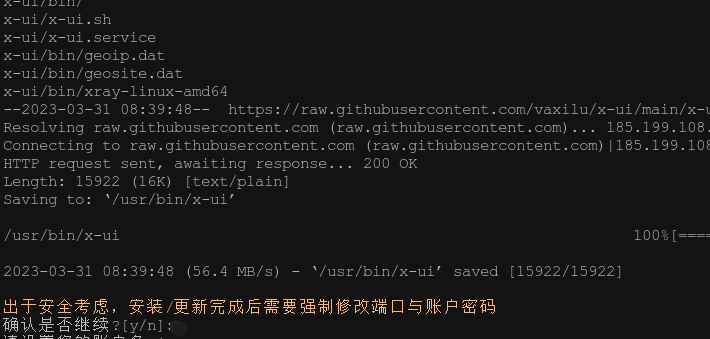 x-ui/bin/
x-ui/x-ui.sh
x-ui/x-ui.service
x-ui/bin/geoip.dat
x-ui/bin/geosite.dat
x-ui/bin/xray-linux-amd64
--2023-03-31 08:39:48--  https://raw.githubusercontent.com/vaxilu/x-ui/main/x-u
Resolving raw.githubusercontent.com (raw.githubusercontent.com)... 185.199.108.
Connecting to raw.githubusercontent.com (raw.githubusercontent.com)|185.199.108
HTTP request sent, awaiting response... 200 OK
Length: 15922 (16K) [text/plain]
Saving to: ‘/usr/bin/x-ui’
/usr/bin/x-ui 100%[====
2023-03-31 08:39:48 (56.4 MB/s) - ‘/usr/bin/x-ui’ saved [15922/15922]
出于安全考虑，安装/更新完成后需要强制修改端口与账户密码
确认是否继续?[y/n]: